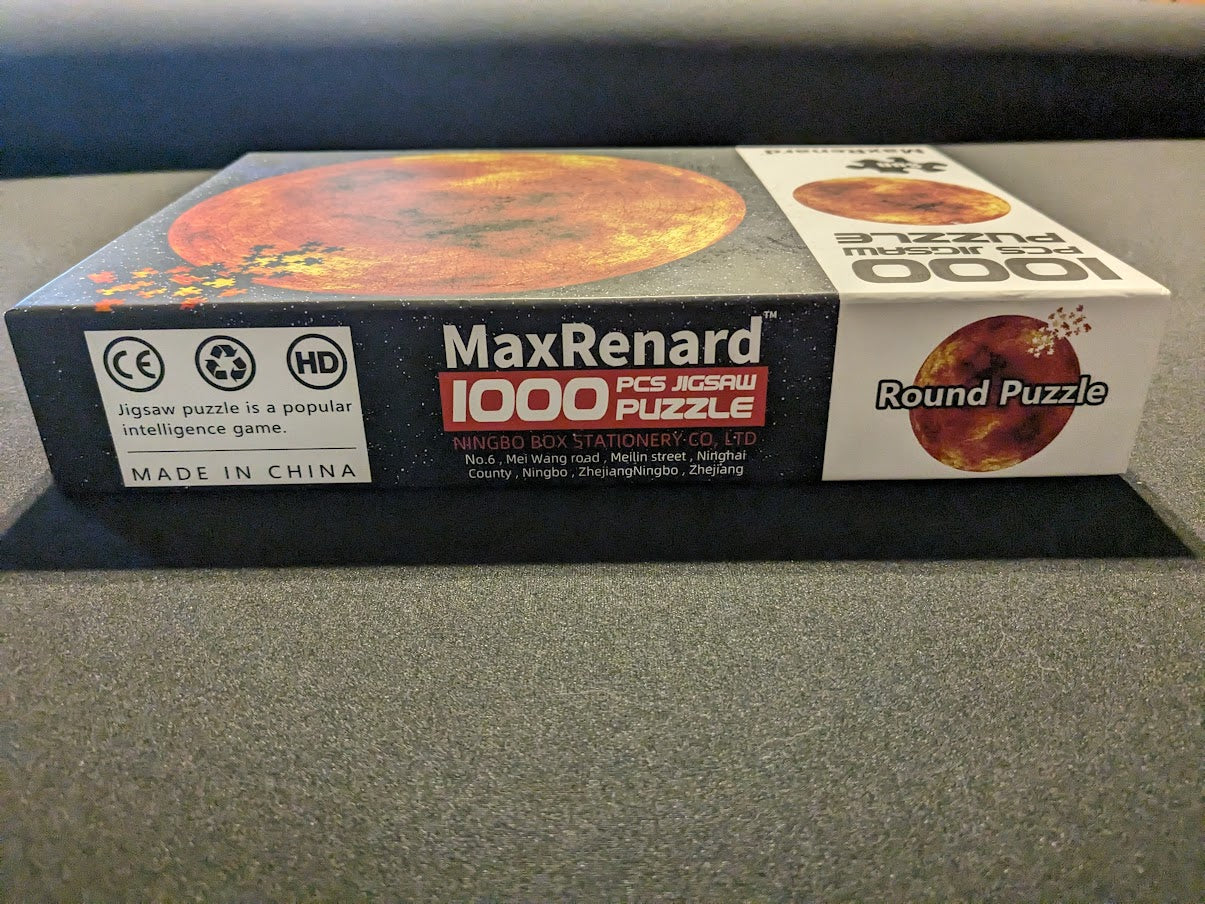 MaxRenard
1000
PCS JIGSAW
PUZZLE
CE
HD
Jigsaw puzzle is a popular
intelligence game.
MADE IN CHINA
MaxRenard™
1000 PCS JIGSAW
PUZZLE
NINGBO BOX STATIONERY CO, LTD
No.6 , Mei Wang road , Meilin street , Ninghai
County , Ningbo , ZhejiangNingbo , Zhejiang
Round Puzzle